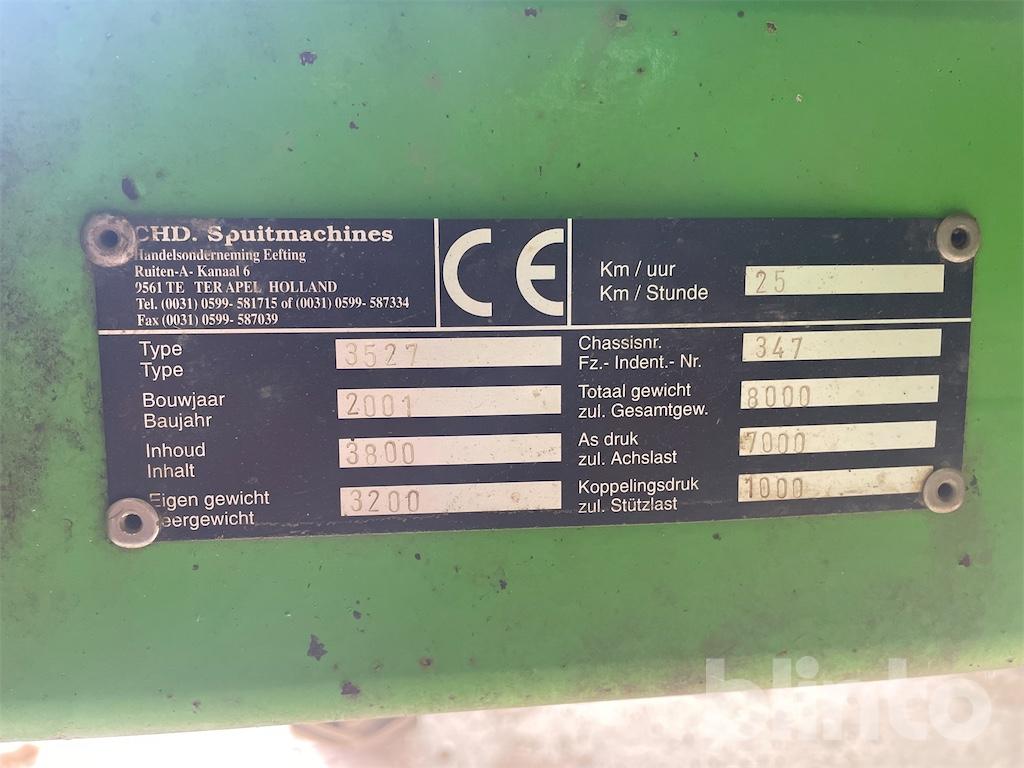 CHD. Spuitmachines
Handelsonderneming Eefting
Ruiten-A- Kanaal 6
9561 TE TER APEL HOLLAND
Tel. (0031) 0599- 581715 of (0031) 0599- 587334
Fax (0031) 0599- 587039
CE
Km / uur
Km / Stunde
25
Type
Type
3527
Bouwjaar
Baujahr
2001
Inhoud
Inhalt
3800
Eigen gewicht
Leergewicht
3200
Chassisnr.
Fz.- Indent.- Nr.
347
Totaal gewicht
zul. Gesamtgew.
8000
As druk
zul. Achslast
7000
Koppelingsdruk
zul. Stützlast
1000
blinto